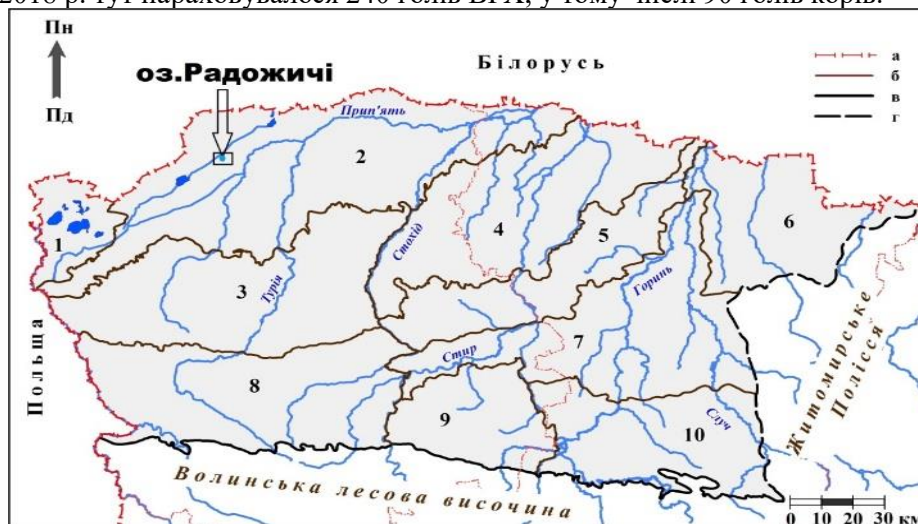 2018 р. тут нараховувалося 240 голів ВРХ, у тому числі 90 голів корів.
Пн
Пд
оз.Радожичі
Білорусь
а
б
в
г
Прип'ять
1
2
3
4
5
6
7
8
9
10
Стохід
Турія
Горинь
Стир
Случ
Польща
Житомирське
Полісся
Волинська лесова височина
0 10 20 30 км